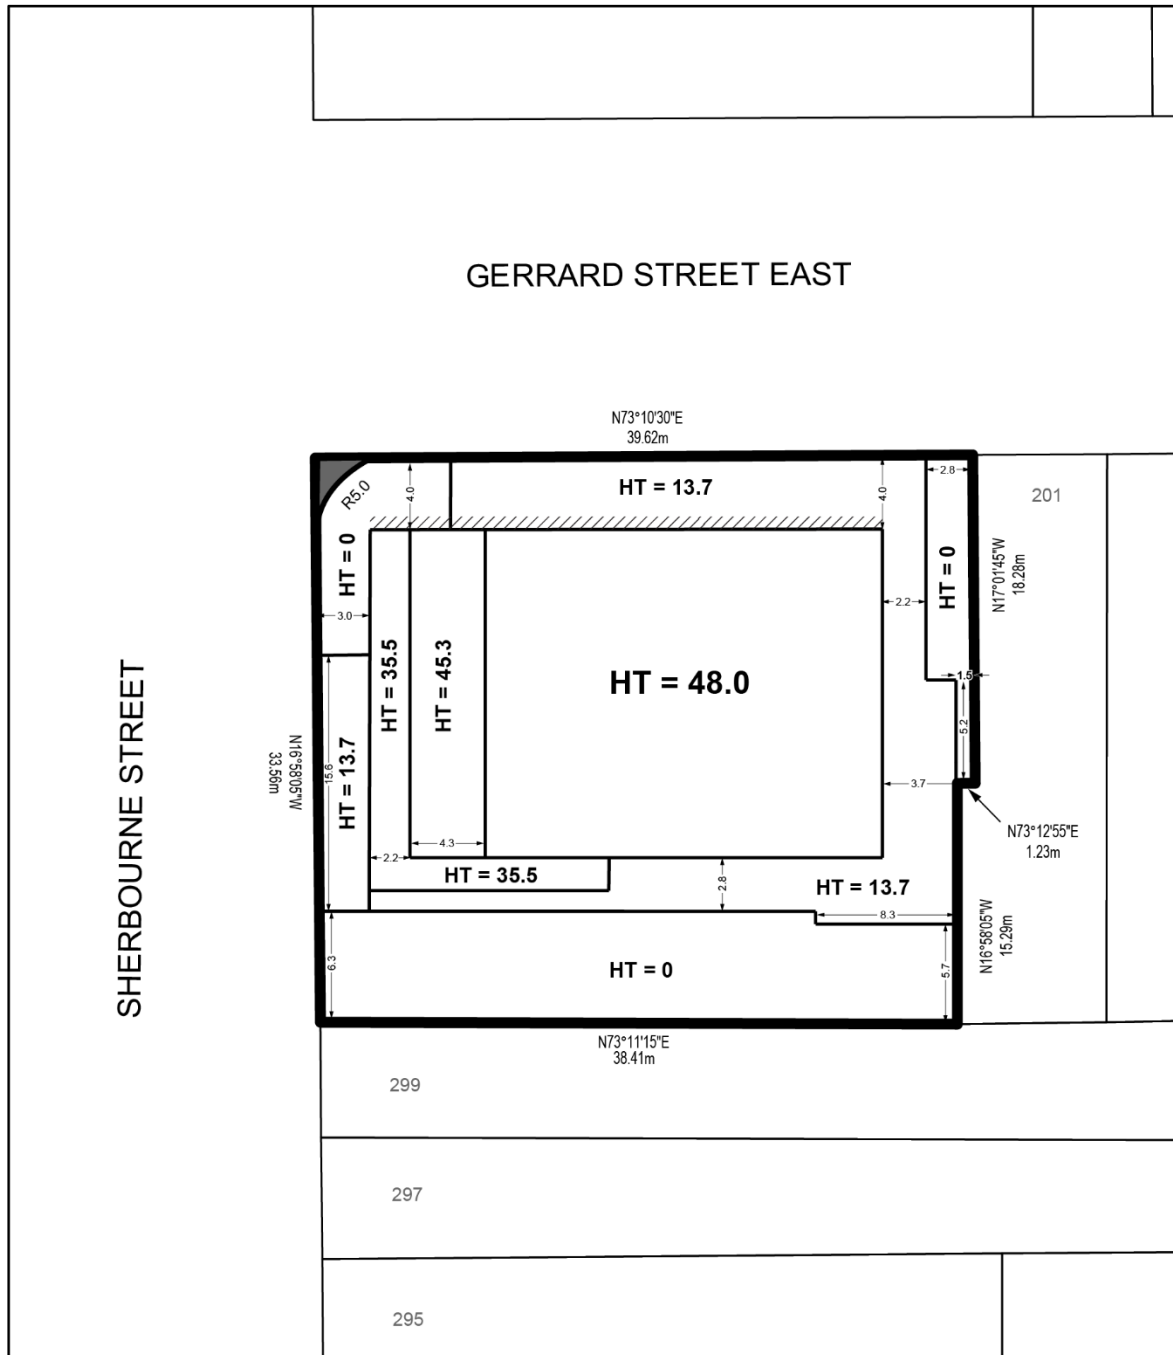 GERRARD STREET EAST
N73°10'30"E
39.62m
R5.0
4.0
HT = 13.7
4.0
2.8
201
HT = 0
3.0
HT = 0
2.2
N17°01'45"W
18.28m
HT = 35.5
HT = 45.3
HT = 48.0
1.5
5.2
SHERBOURNE STREET
N16°58'05"W
33.56m
15.6
HT = 13.7
3.7
N73°12'55"E
1.23m
4.3
2.2
HT = 35.5
2.8
HT = 13.7
8.3
6.3
HT = 0
5.7
N16°58'05"W
15.29m
N73°11'15"E
38.41m
299
297
295